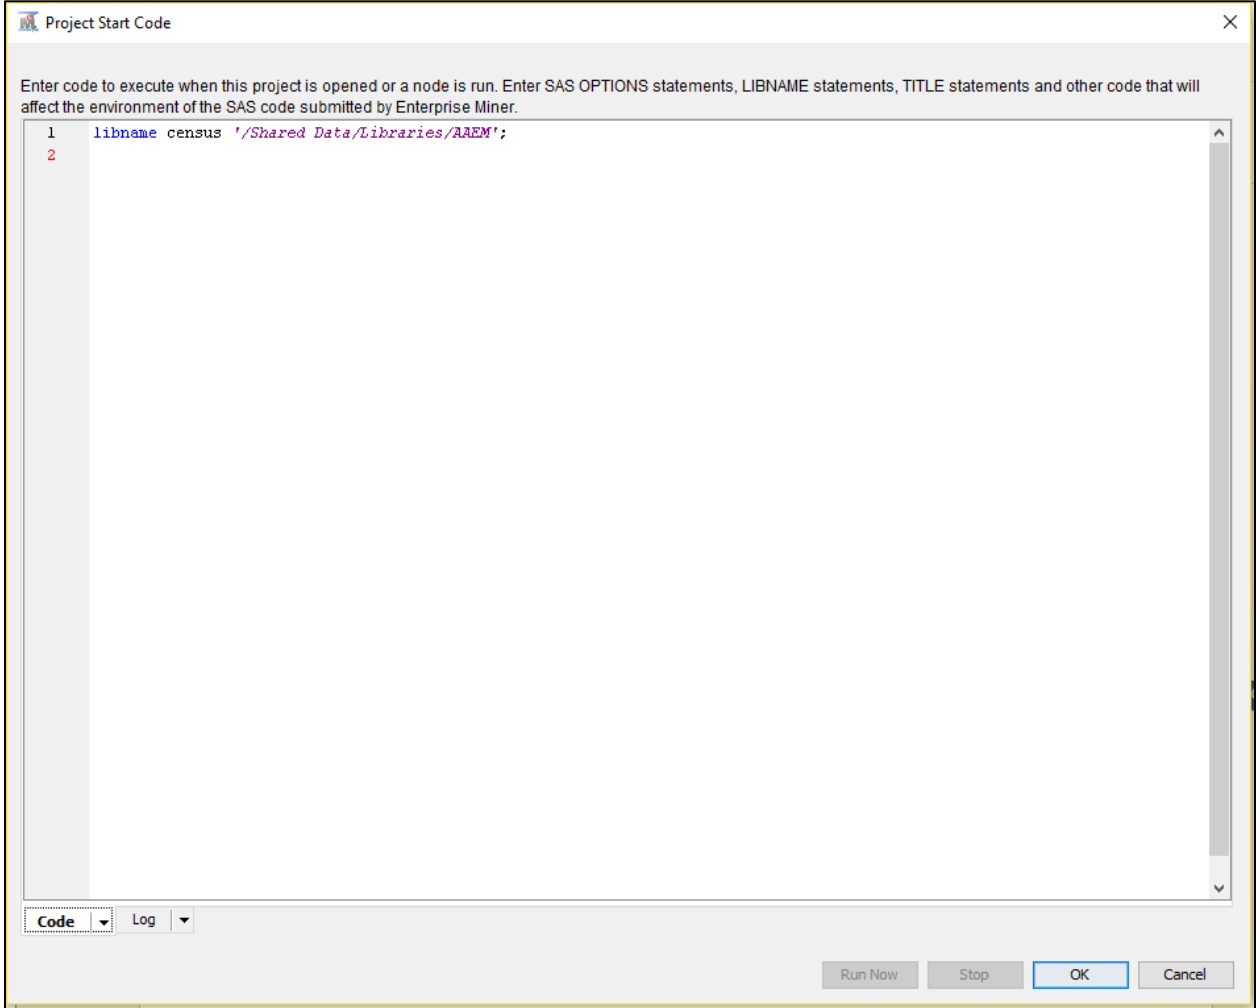 Project Start Code
Enter code to execute when this project is opened or a node is run. Enter SAS OPTIONS statements, LIBNAME statements, TITLE statements and other code that will
affect the environment of the SAS code submitted by Enterprise Miner.
1 libname census '/Shared Data/Libraries/AAEM';
2
Code Log
Run Now Stop OK Cancel